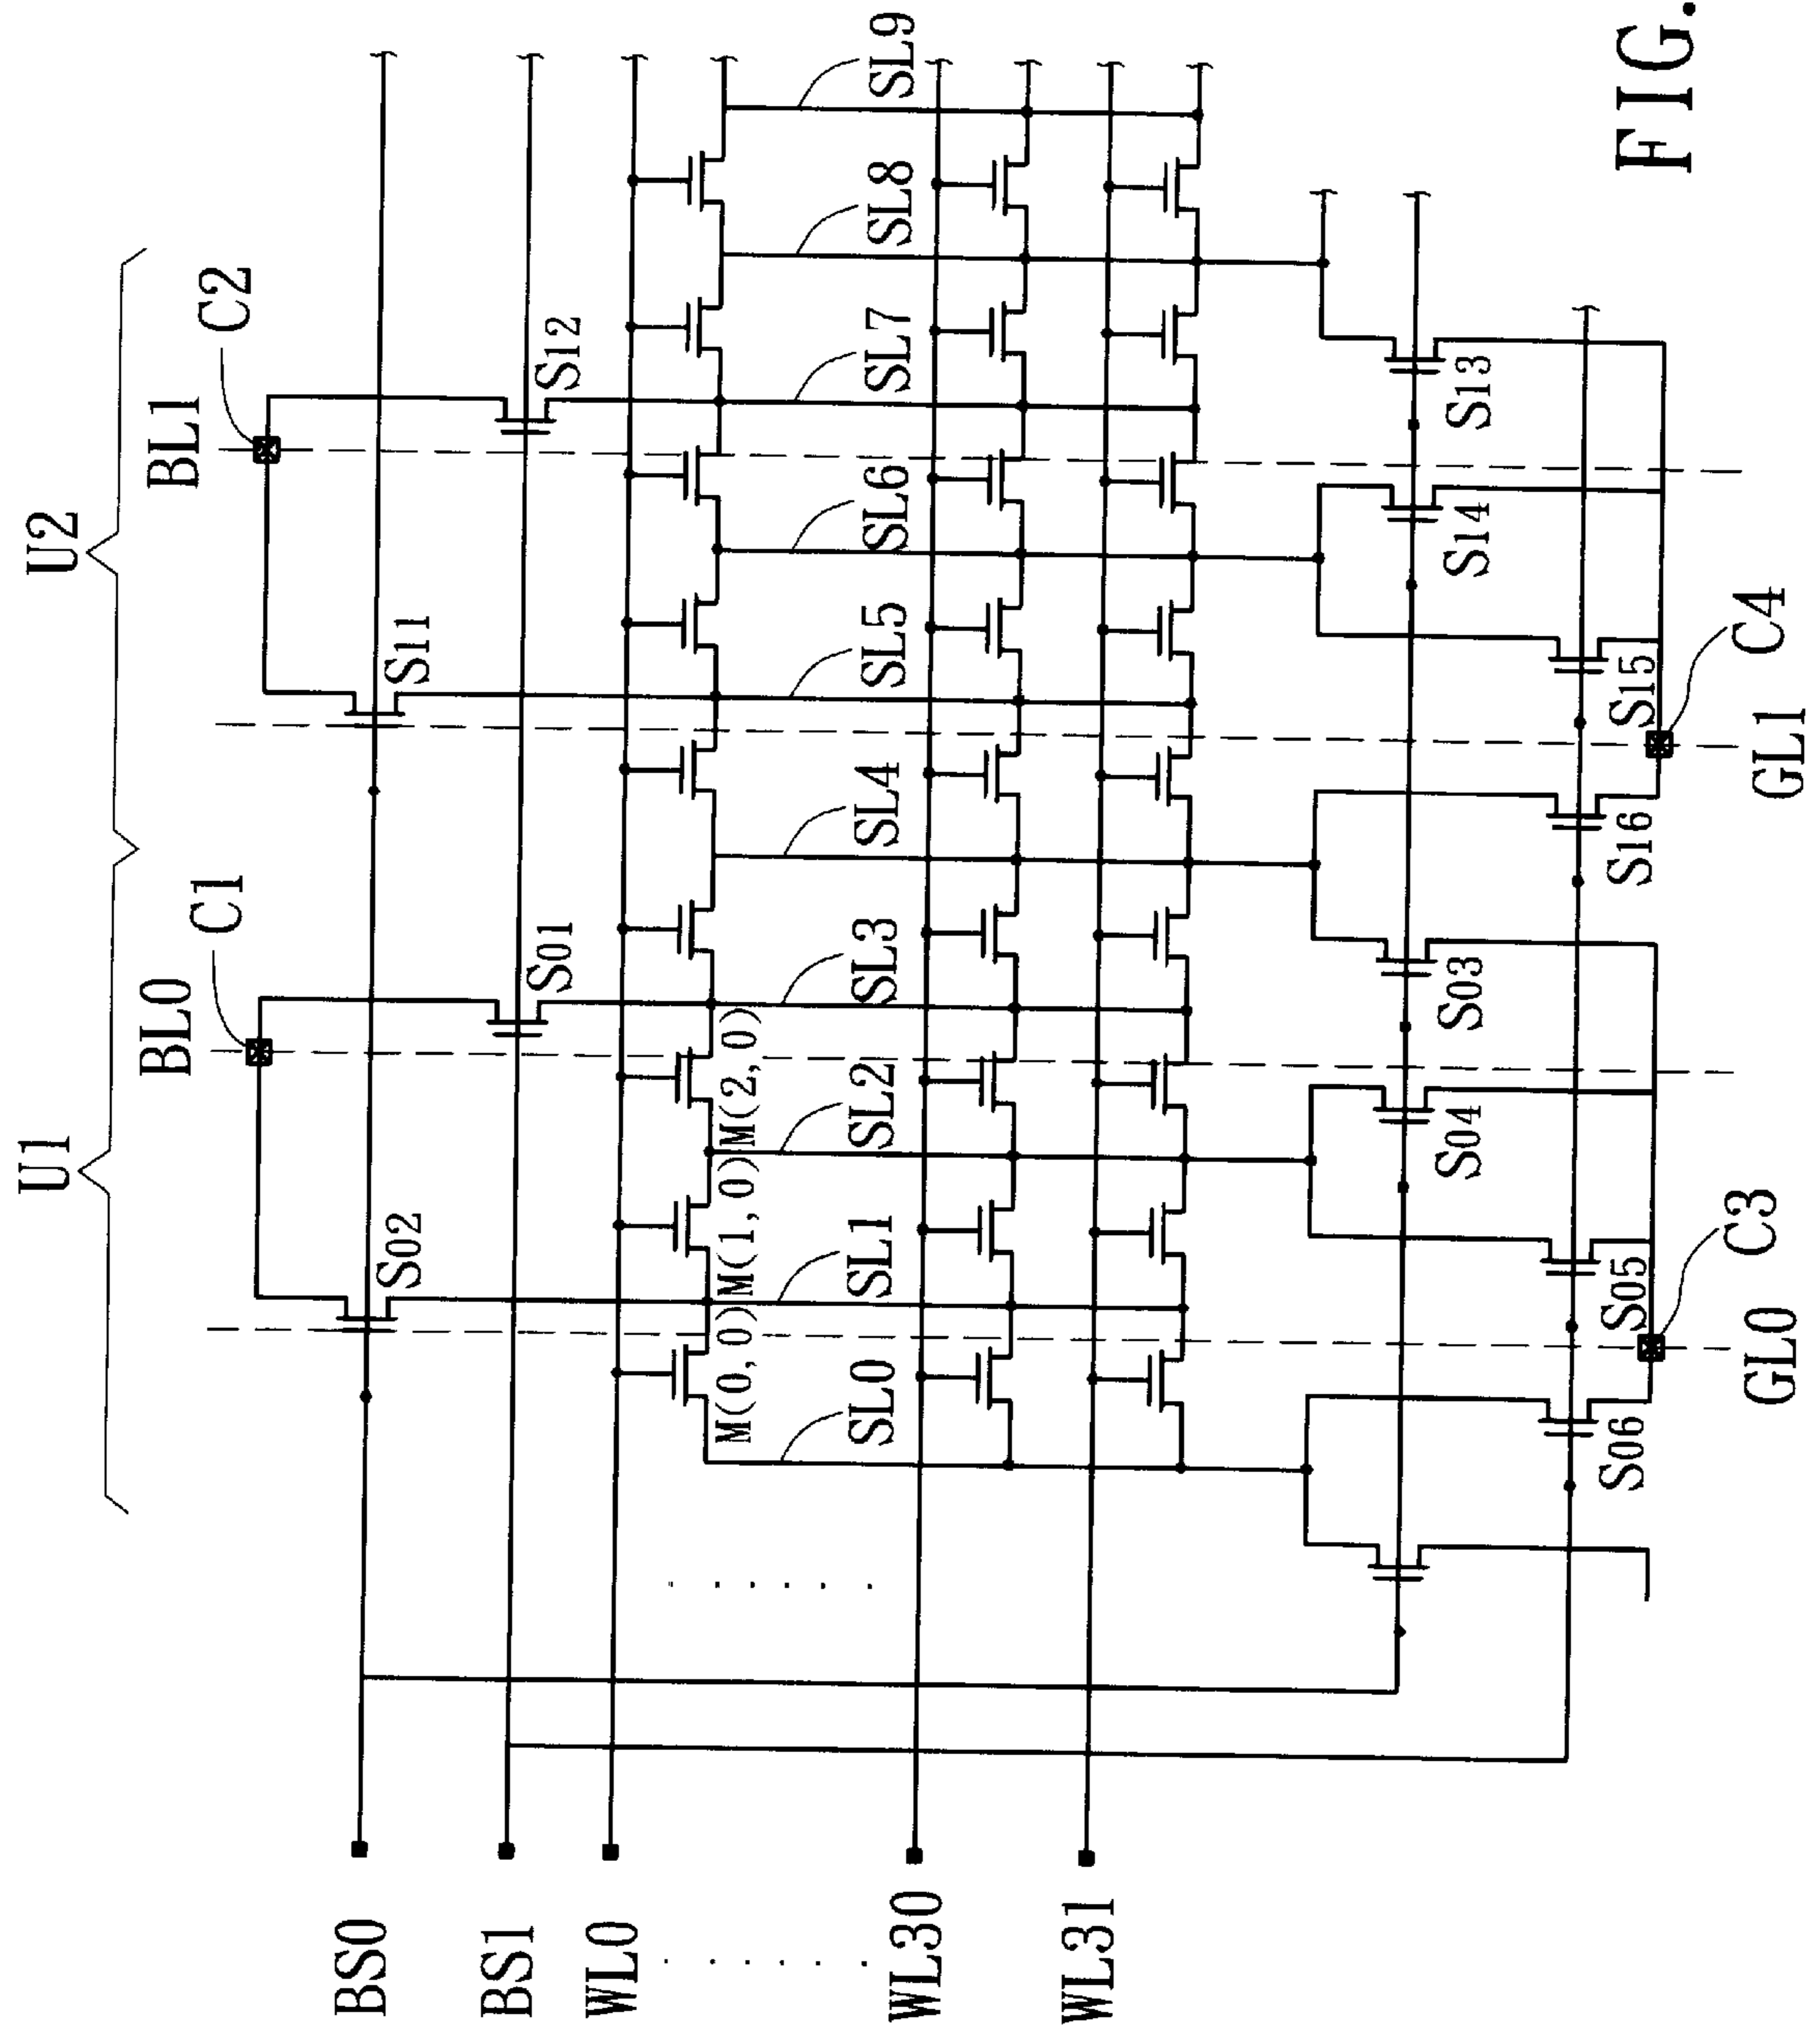 U1
U2
BL0
C1
BL1
C2
S02
S01
S11
S12
BS0
BS1
WL0
WL30
WL31
M(0,0)
M(1,0)
M(2,0)
SL0
SL1
SL2
SL3
SL4
SL5
SL6
SL7
SL8
SL9
S06
S05
S04
S03
S16
S15
S14
S13
C3
GL0
C4
GL1
FIG.